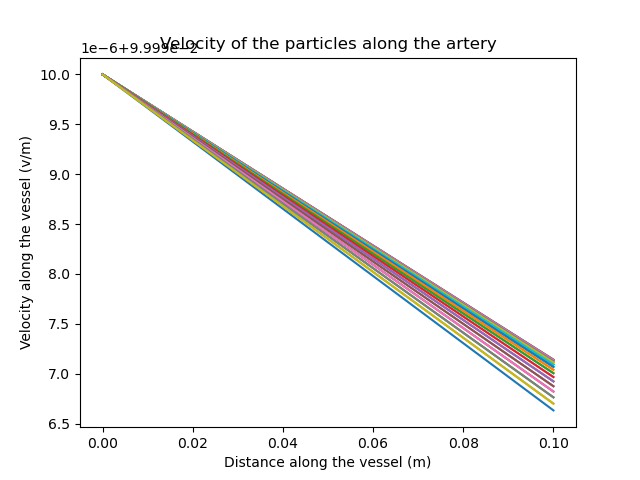 Velocity of the particles along the artery
1e−6+9.999e−2
10.0
9.5
9.0
8.5
8.0
7.5
7.0
6.5
Velocity along the vessel (v/m)
0.00 0.02 0.04 0.06 0.08 0.10
Distance along the vessel (m)